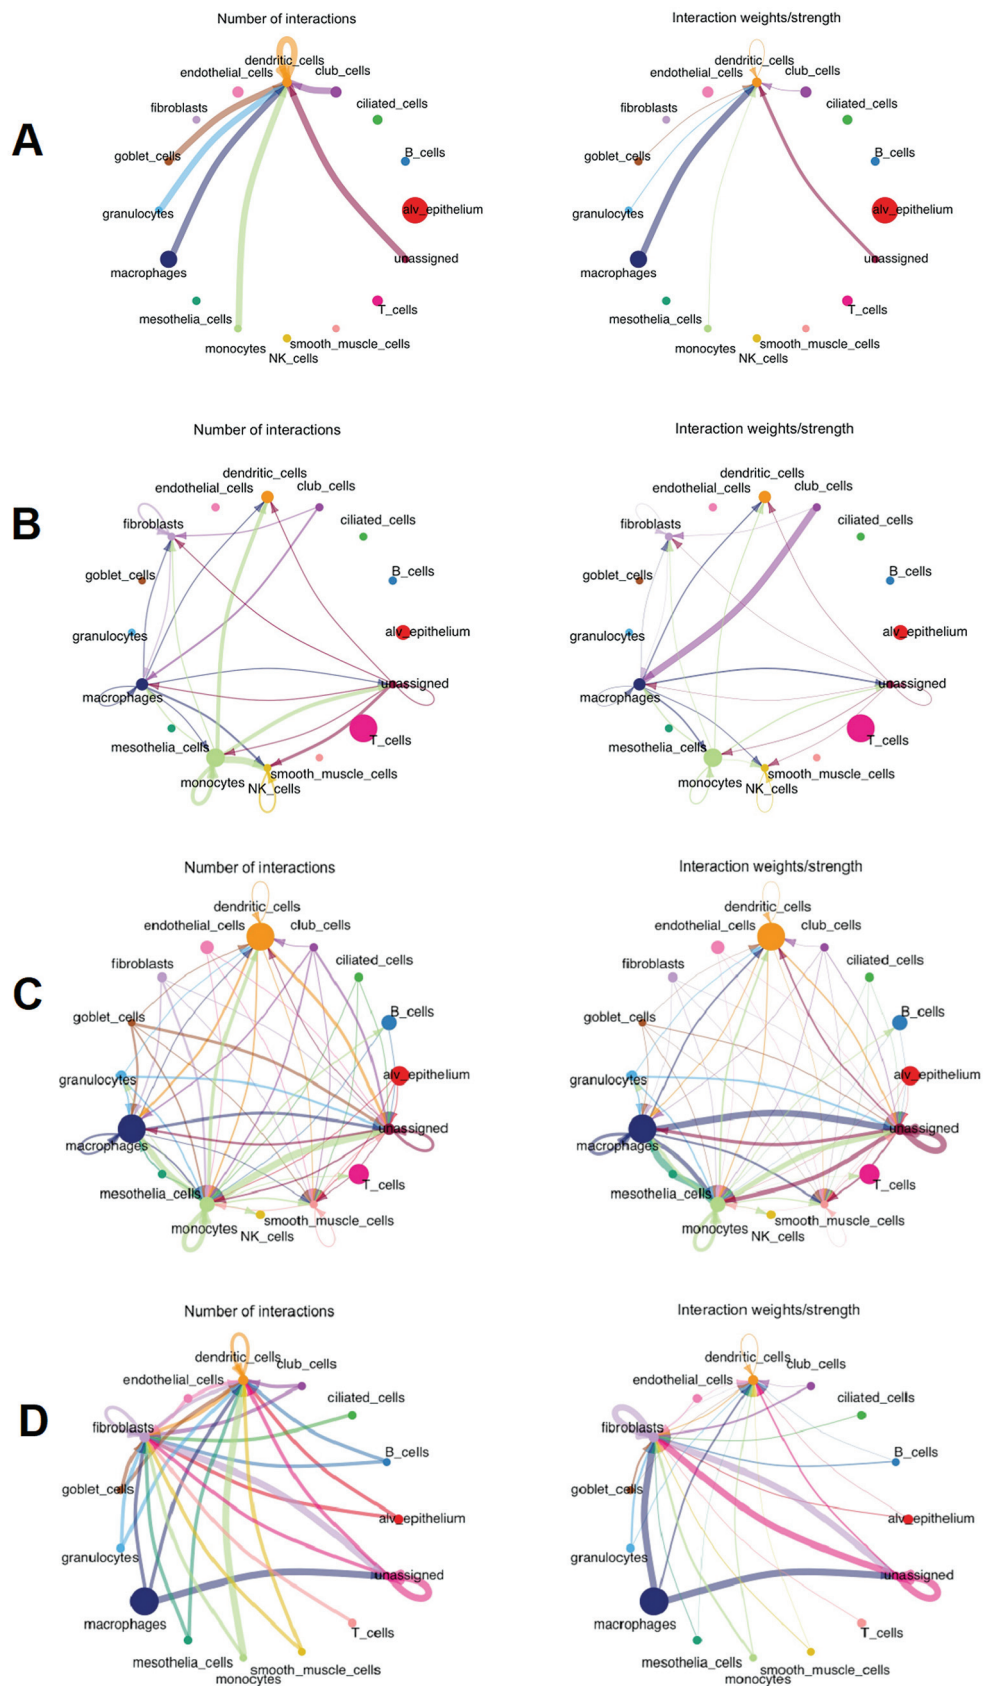 Number of interactions
Interaction weights/strength
A
dendritic_cells
endothelial_cells
club_cells
fibroblasts
ciliated_cells
goblet_cells
B_cells
granulocytes
alv_epithelium
macrophages
unassigned
mesothelia_cells
T_cells
monocytes
smooth_muscle_cells
NK_cells
dendritic_cells
endothelial_cells
club_cells
fibroblasts
ciliated_cells
goblet_cells
B_cells
granulocytes
alv_epithelium
macrophages
unassigned
mesothelia_cells
T_cells
monocytes
smooth_muscle_cells
NK_cells
Number of interactions
Interaction weights/strength
B
dendritic_cells
endothelial_cells
club_cells
fibroblasts
ciliated_cells
goblet_cells
B_cells
granulocytes
alv_epithelium
macrophages
unassigned
mesothelia_cells
T_cells
monocytes
smooth_muscle_cells
NK_cells
dendritic_cells
endothelial_cells
club_cells
fibroblasts
ciliated_cells
goblet_cells
B_cells
granulocytes
alv_epithelium
macrophages
unassigned
mesothelia_cells
T_cells
monocytes
smooth_muscle_cells
NK_cells
Number of interactions
Interaction weights/strength
C
dendritic_cells
endothelial_cells
club_cells
fibroblasts
ciliated_cells
goblet_cells
B_cells
granulocytes
alv_epithelium
macrophages
unassigned
mesothelia_cells
T_cells
monocytes
smooth_muscle_cells
NK_cells
dendritic_cells
endothelial_cells
club_cells
fibroblasts
ciliated_cells
goblet_cells
B_cells
granulocytes
alv_epithelium
macrophages
unassigned
mesothelia_cells
T_cells
monocytes
smooth_muscle_cells
NK_cells
Number of interactions
Interaction weights/strength
D
dendritic_cells
endothelial_cells
club_cells
fibroblasts
ciliated_cells
goblet_cells
B_cells
granulocytes
alv_epithelium
macrophages
unassigned
mesothelia_cells
T_cells
monocytes
smooth_muscle_cells
dendritic_cells
endothelial_cells
club_cells
fibroblasts
ciliated_cells
goblet_cells
B_cells
granulocytes
alv_epithelium
macrophages
unassigned
mesothelia_cells
T_cells
monocytes
smooth_muscle_cells